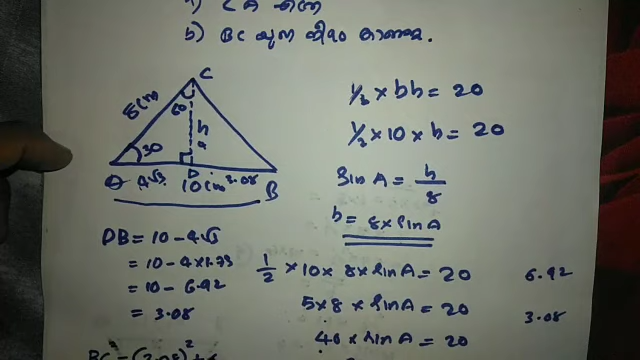 a) ∠A എത്ര
b) BC യുടെ നീളം കാണുക.
C
8cm
60
h
4
30
D
A 4√3 10cm 3.08 B
1/2 × bh = 20
1/2 × 10 × h = 20
sin A = h/8
h = 8 × sin A
DB = 10 - 4√3
= 10 - 4 × 1.73
= 10 - 6.92
= 3.08
1/2 × 10 × 8 × sin A = 20
5 × 8 × sin A = 20
40 × sin A = 20
6.92
3.08